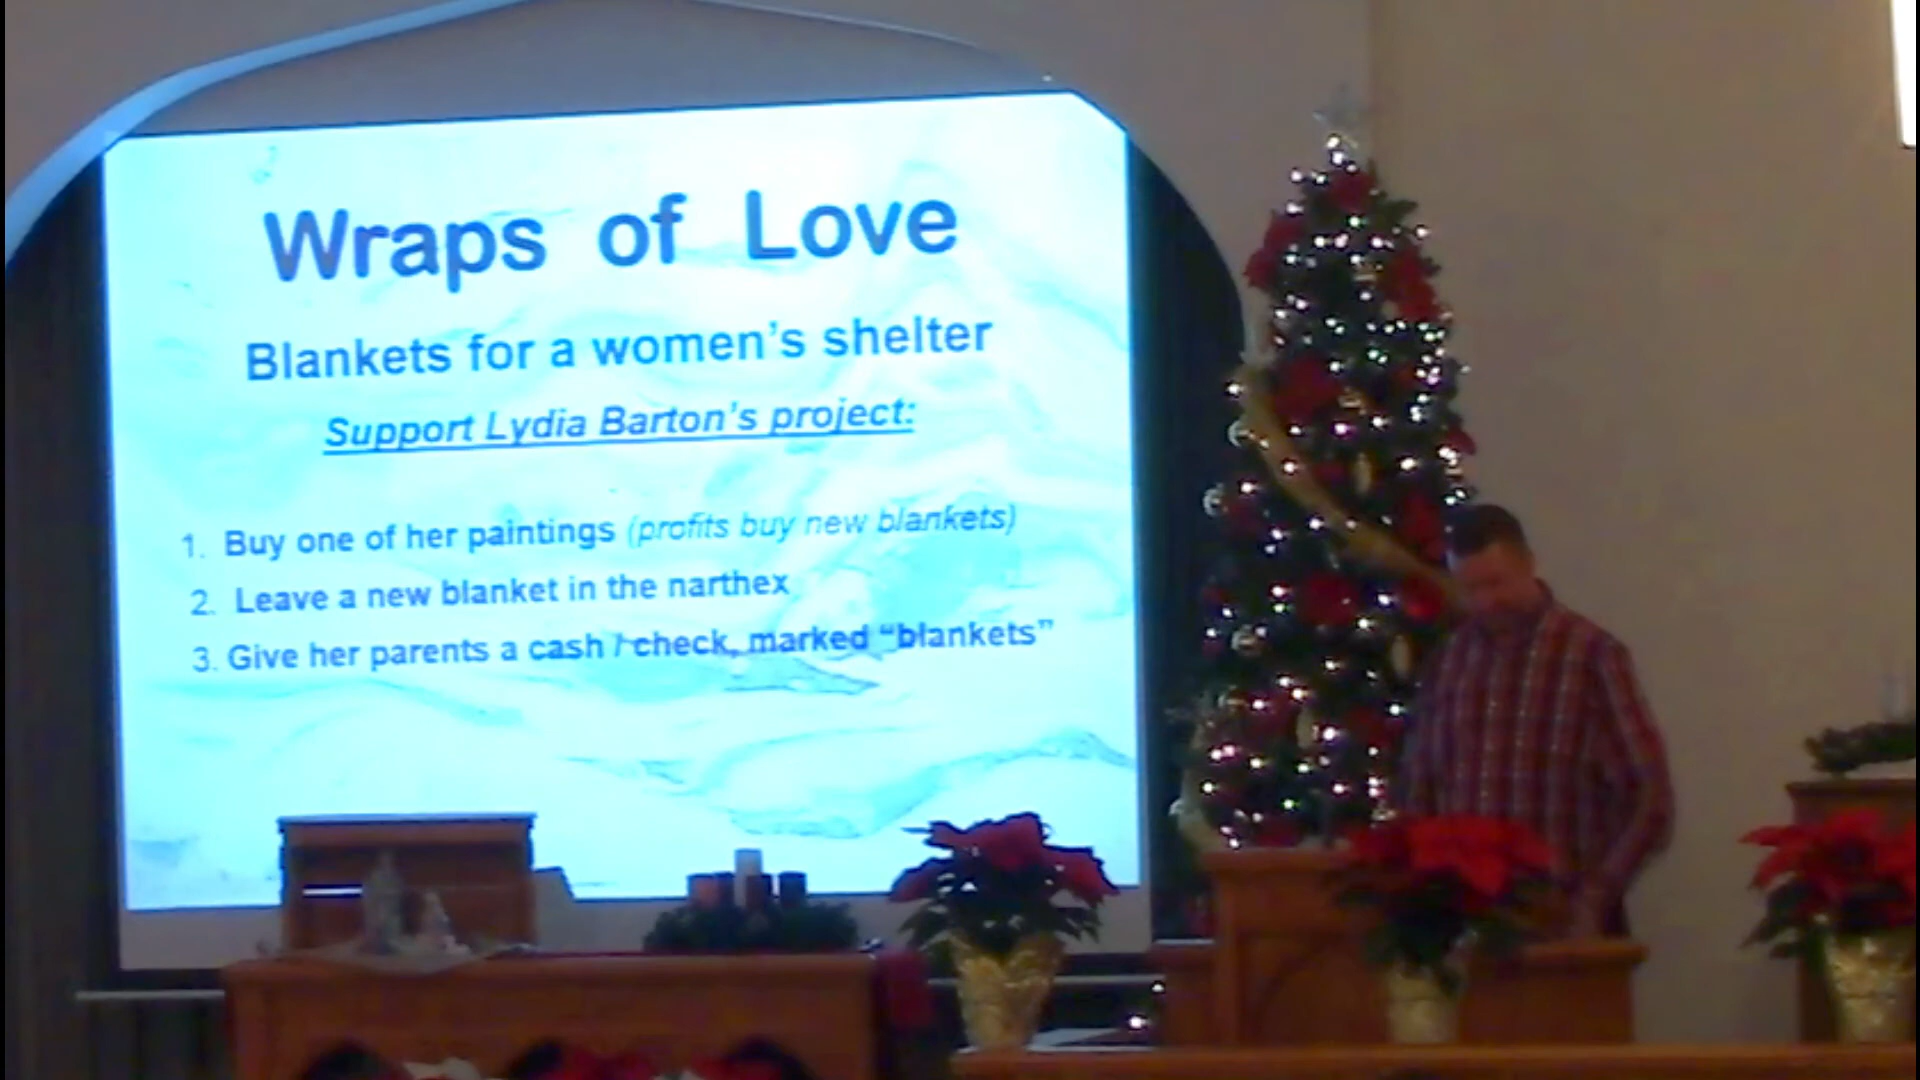 Wraps of Love
Blankets for a women's shelter
Support Lydia Barton's project:
1. Buy one of her paintings (profits buy new blankets)
2. Leave a new blanket in the narthex
3. Give her parents a cash / check, marked “blankets”